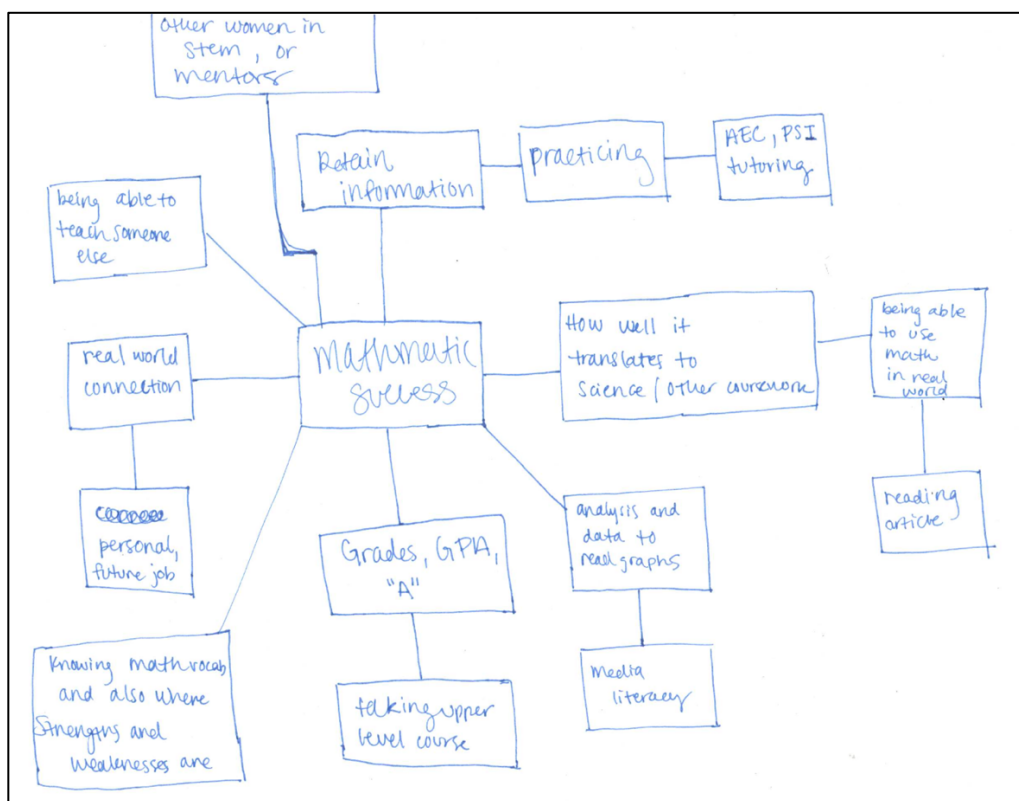 other women in
stem, or
mentors
Retain
information
practicing
AEC, PSI
tutoring
being able to
teach someone
else
mathmatic
success
How well it
translates to
science / other coursework
being able
to use
math
in real
world
real world
connection
reading
article
personal,
future job
Grades, GPA,
"A"
analysis and
data to
read graphs
Knowing math vocab
and also where
strengths and
weaknesses are
taking upper
level course
media
literacy